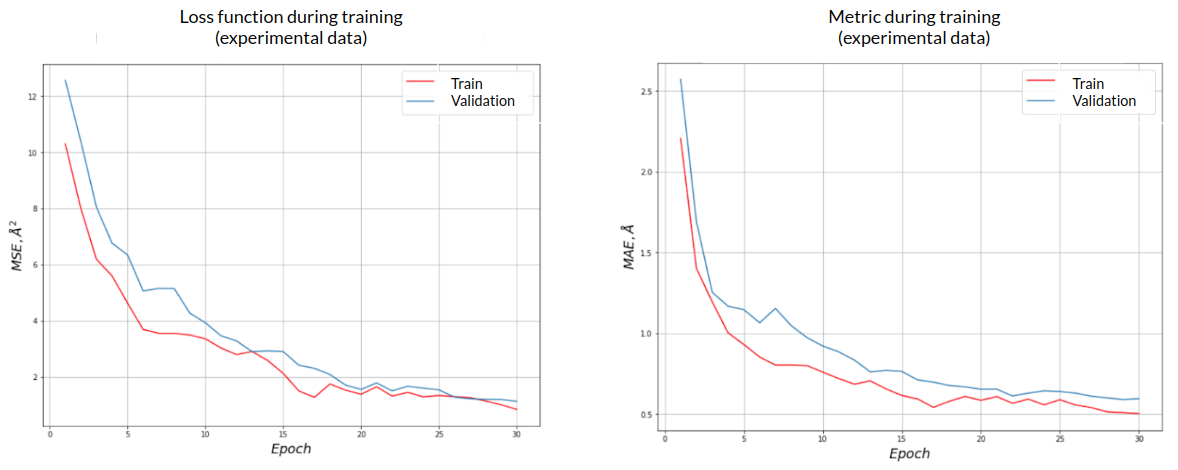 Loss function during training
(experimental data)
Train
Validation
12
10
8
6
4
2
MSE, Å²
0
5
10
15
20
25
30
Epoch
Metric during training
(experimental data)
Train
Validation
2.5
2.0
1.5
1.0
0.5
MAE, Å
0
5
10
15
20
25
30
Epoch